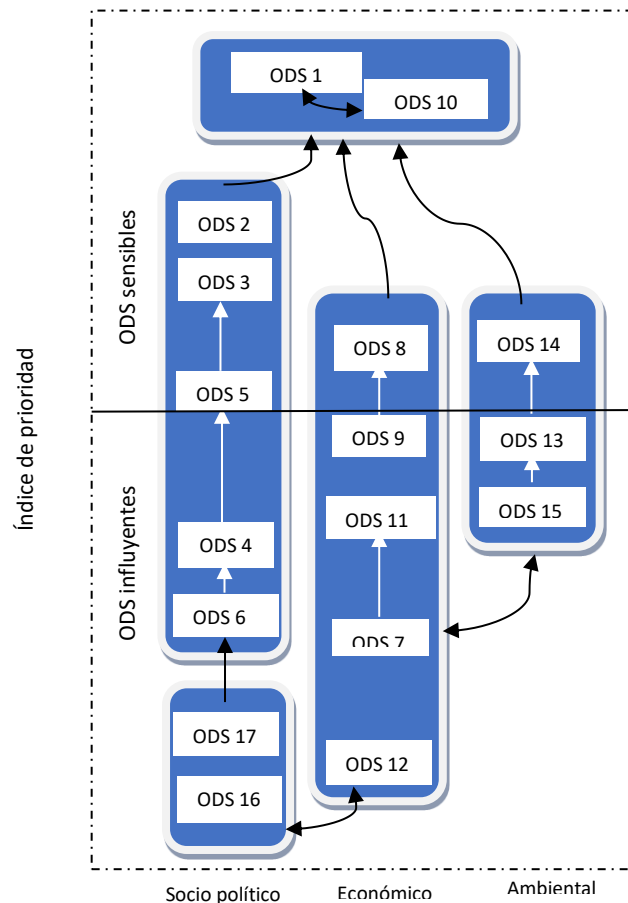 ODS 1
ODS 10
ODS 2
ODS 3
ODS 5
ODS 4
ODS 6
ODS 17
ODS 16
ODS 8
ODS 9
ODS 11
ODS 7
ODS 12
ODS 14
ODS 13
ODS 15
Índice de prioridad
ODS sensibles
ODS influyentes
Socio político
Económico
Ambiental